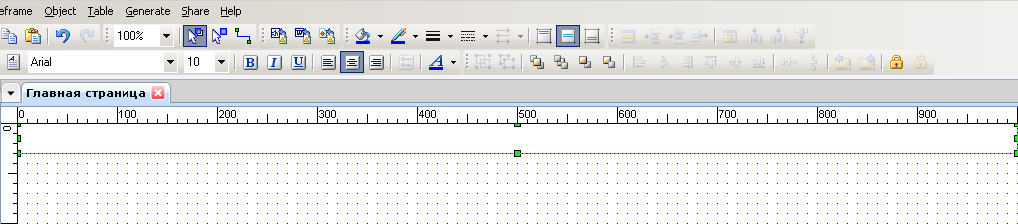 eframe Object Table Generate Share Help
100%
Arial 10 B I U A
Главная страница
0 100 200 300 400 500 600 700 800 900
0